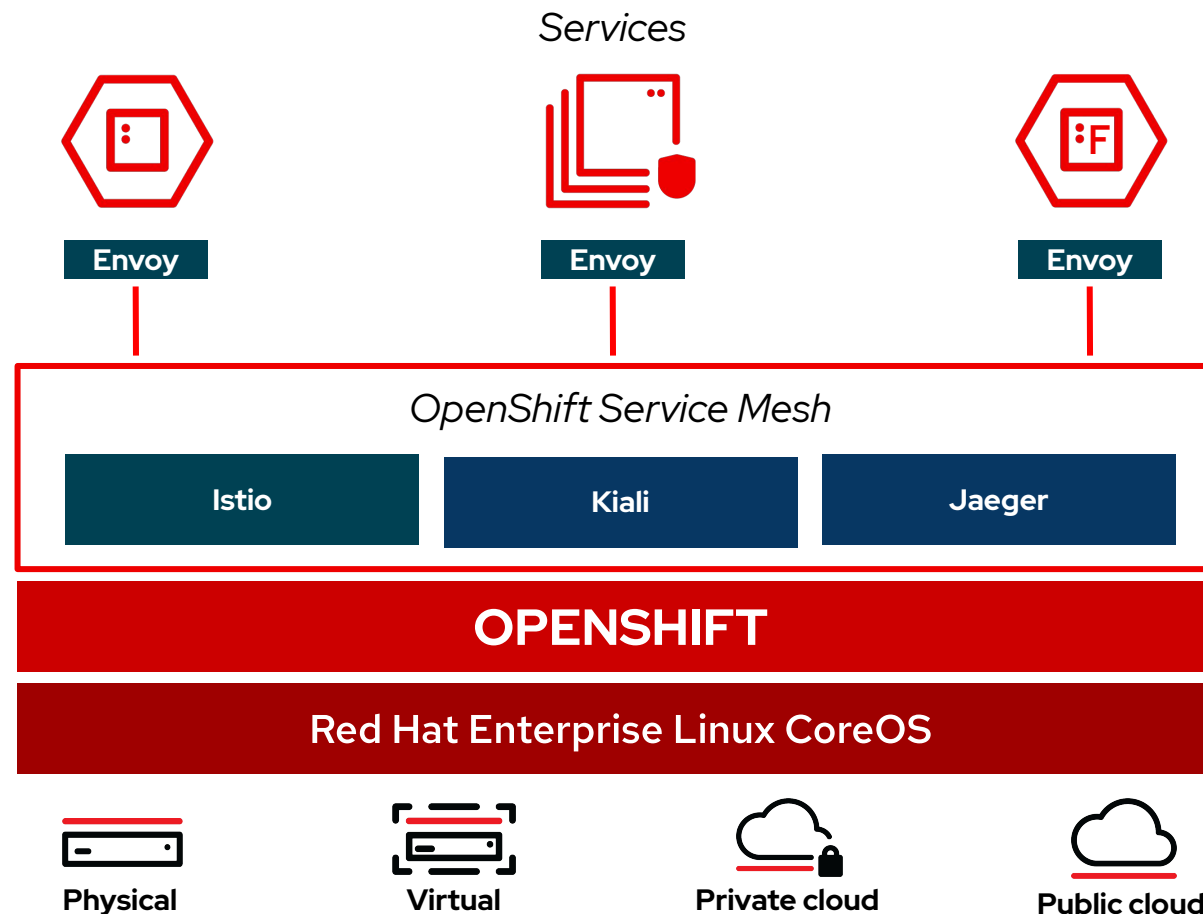 Services
:F
Envoy
Envoy
Envoy
OpenShift Service Mesh
Istio
Kiali
Jaeger
OPENSHIFT
Red Hat Enterprise Linux CoreOS
Physical
Virtual
Private cloud
Public cloud